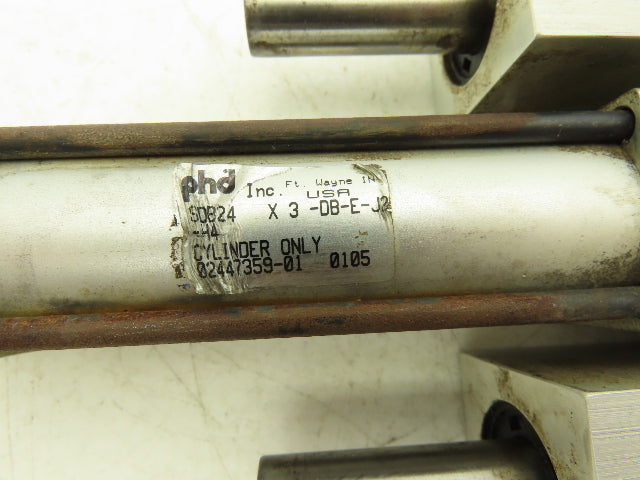 phd Inc. Ft. Wayne IN
USA
SDB24 X 3 -DB-E-J2
-H4
CYLINDER ONLY
02447359-01 0105